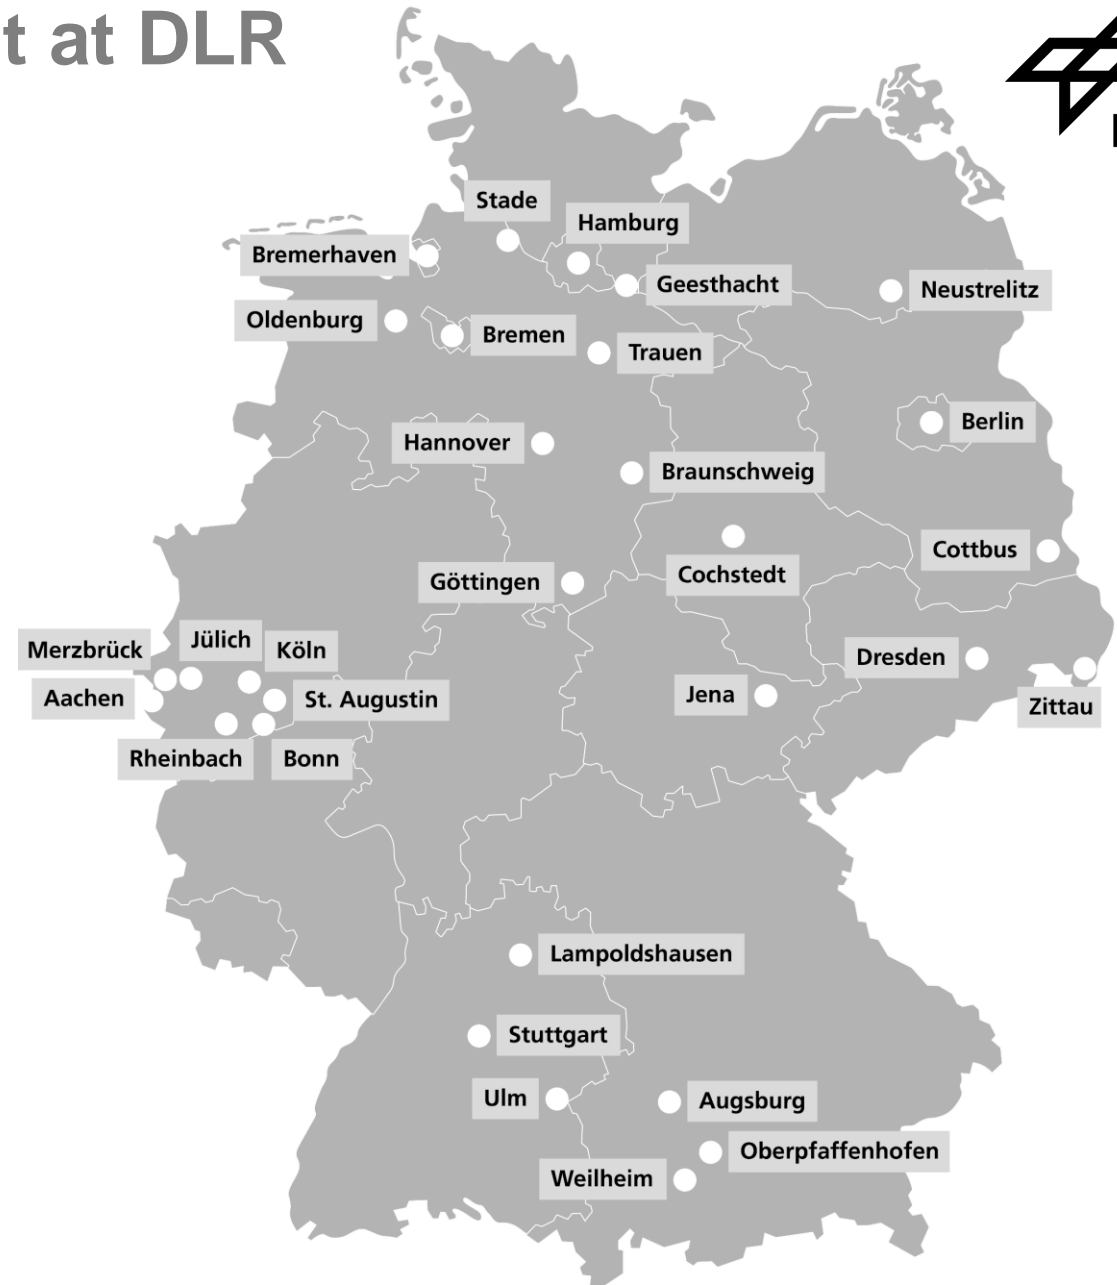 t at DLR
Stade
Hamburg
Bremerhaven
Geesthacht
Neustrelitz
Oldenburg
Bremen
Trauen
Berlin
Hannover
Braunschweig
Cottbus
Cochstedt
Göttingen
Merzbrück
Jülich
Köln
Dresden
Aachen
St. Augustin
Jena
Zittau
Rheinbach
Bonn
Lampoldshausen
Stuttgart
Ulm
Augsburg
Oberpfaffenhofen
Weilheim